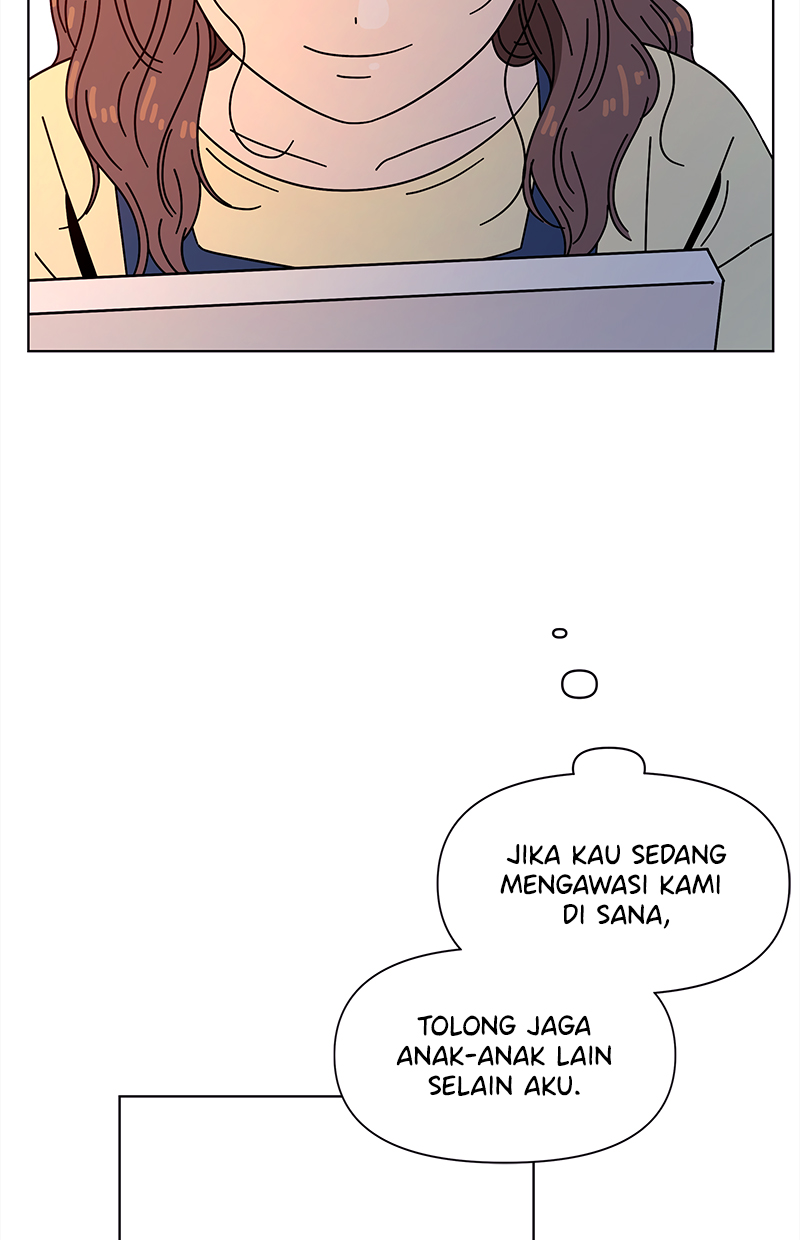 JIKA KAU SEDANG
MENGAWASI KAMI
DI SANA,
TOLONG JAGA
ANAK-ANAK LAIN
SELAIN AKU.